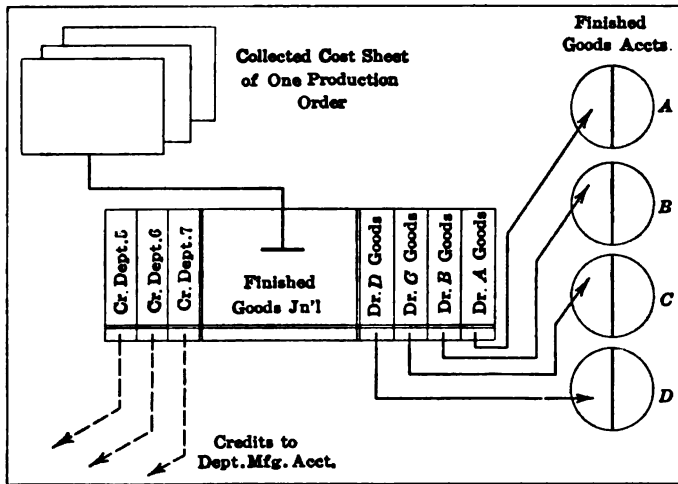 Finished
Goods Accts.
Collected Cost Sheet
of One Production
Order
A
B
C
D
Cr. Dept. 5
Cr. Dept. 6
Cr. Dept. 7
Finished
Goods Jn'l
Dr. D Goods
Dr. C Goods
Dr. B Goods
Dr. A Goods
Credits to
Dept. Mfg. Acct.